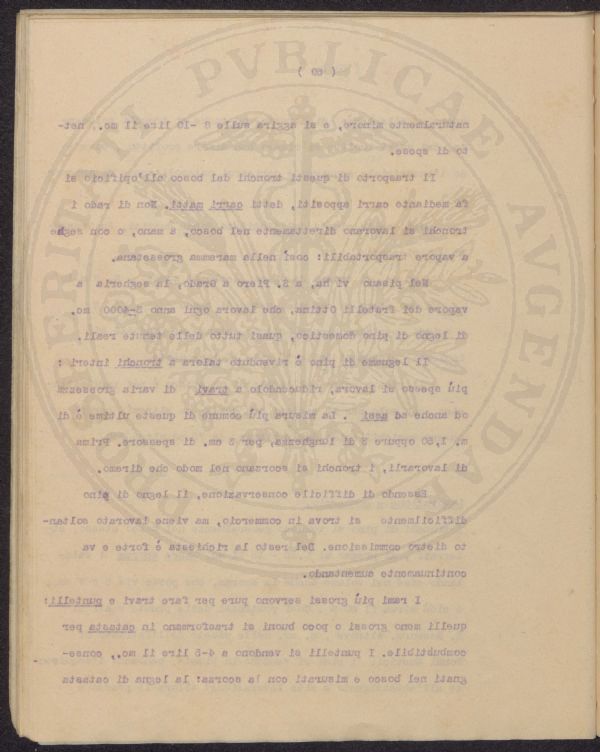 ( 60 )
naturalmente minore, e si aggira sulle 8 -10 lire il mc., net-
to di spese.
Il trasporto di questi tronchi dal bosco all'opificio si
fa mediante carri appositi, detti carri matti. Non di rado i
tronchi si lavorano direttamente nel bosco, a mano, o con seghe
a vapore trasportabili: così nella maremma grossetana.
Nel pisano vi ha, a S. Piero a Grado, la segheria a
vapore dei fratelli Ottina, che lavora ogni anno 3-4000 mc.
di legno di pino domestico, quasi tutto delle tenute reali.
Il legname di pino è rivenduto talora a tronchi interi :
più spesso si lavora, riducendolo a travi di varia grossezza
od anche ad assi . La misura più comune di queste ultime è di
m. 1,50 oppure 2 di lunghezza, per 3 cm. di spessore. Prima
di lavorarli, i tronchi si scorzano nel modo che diremo.
Essendo di difficile conservazione, il legno di pino
difficilmente si trova in commercio, ma viene lavorato soltan-
to dietro commissione. Del resto la richiesta è forte e va
continuamente aumentando.
I rami più grossi servono pure per fare travi e puntelli:
quelli meno grossi o poco buoni si trasformano in catasta per
combustibile. I puntelli si vendono a 4-5 lire il mc., conse-
gnati nel bosco e misurati con la scorza: la legna di catasta
PROSPERITATI PVBLICAE AVGENDAE